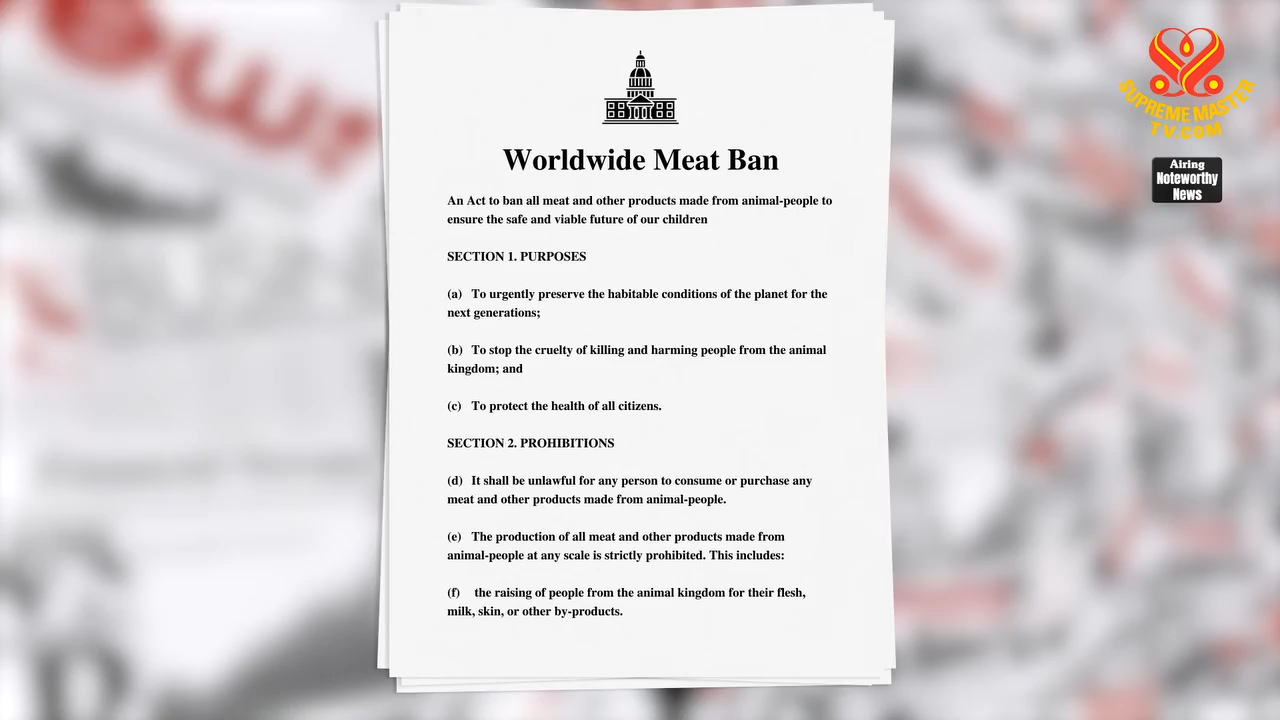 Worldwide Meat Ban
An Act to ban all meat and other products made from animal-people to
ensure the safe and viable future of our children
SECTION 1. PURPOSES
(a) To urgently preserve the habitable conditions of the planet for the
next generations;
(b) To stop the cruelty of killing and harming people from the animal
kingdom; and
(c) To protect the health of all citizens.
SECTION 2. PROHIBITIONS
(d) It shall be unlawful for any person to consume or purchase any
meat and other products made from animal-people.
(e) The production of all meat and other products made from
animal-people at any scale is strictly prohibited. This includes:
(f) the raising of people from the animal kingdom for their flesh,
milk, skin, or other by-products.
SUPREME MASTER
TV.COM
Airing
Noteworthy
News